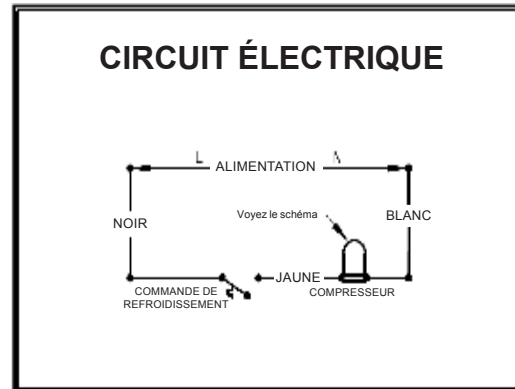 CIRCUIT ÉLECTRIQUE
L ALIMENTATION N
NOIR
Voyez le schéma
BLANC
JAUNE
COMMANDE DE
REFROIDISSEMENT
COMPRESSEUR